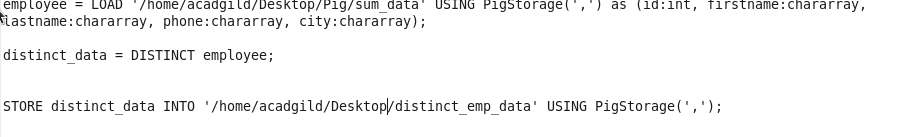 employee = LOAD '/home/acadgild/Desktop/Pig/sum_data' USING PigStorage(',') as (id:int, firstname:chararray,
lastname:chararray, phone:chararray, city:chararray);
distinct_data = DISTINCT employee;
STORE distinct_data INTO '/home/acadgild/Desktop/distinct_emp_data' USING PigStorage(',');